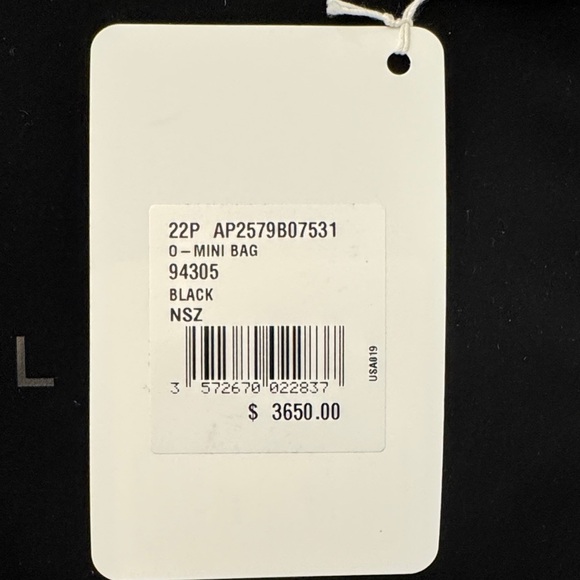 22P AP2579B07531
O-MINI BAG
94305
BLACK
NSZ
3 572670 022837
USA019
$ 3650.00
L